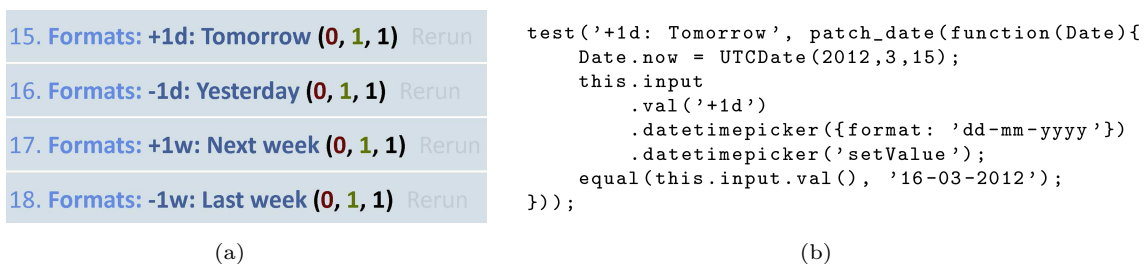 15. Formats: +1d: Tomorrow (0, 1, 1) Rerun
16. Formats: -1d: Yesterday (0, 1, 1) Rerun
17. Formats: +1w: Next week (0, 1, 1) Rerun
18. Formats: -1w: Last week (0, 1, 1) Rerun
(a)
test('+1d: Tomorrow', patch_date(function(Date){
    Date.now = UTCDate(2012,3,15);
    this.input
        .val('+1d')
        .datetimepicker({format: 'dd-mm-yyyy'})
        .datetimepicker('setValue');
    equal(this.input.val(), '16-03-2012');
}));
(b)